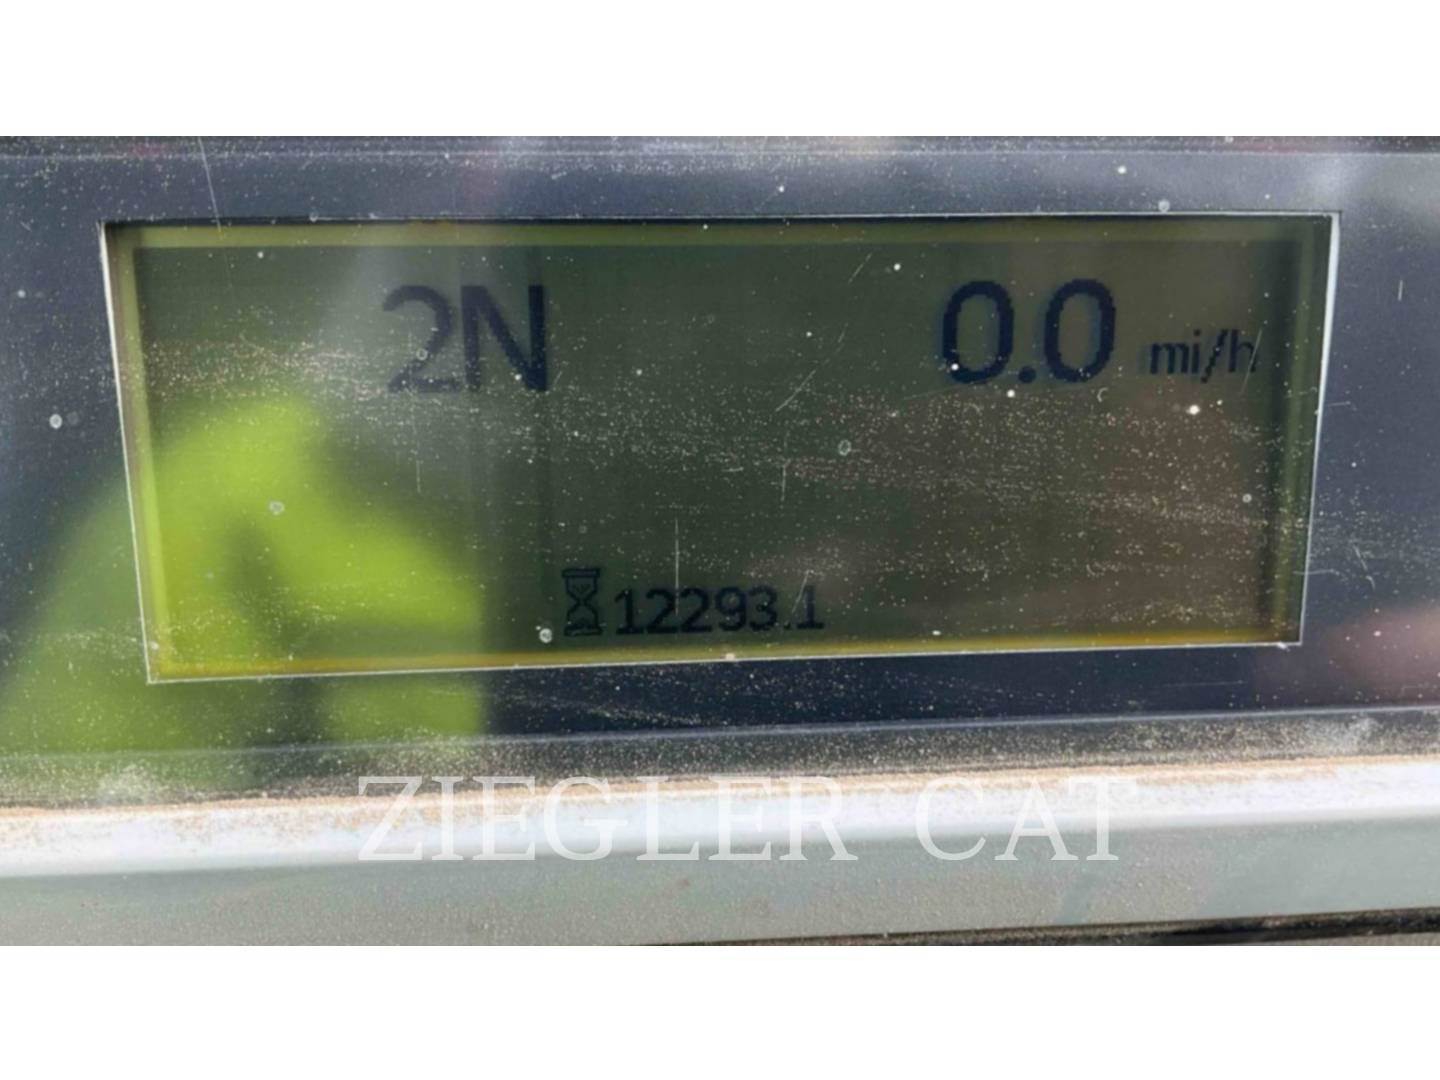 2N 0.0 mi/h
12293.1
ZIEGLER CAT